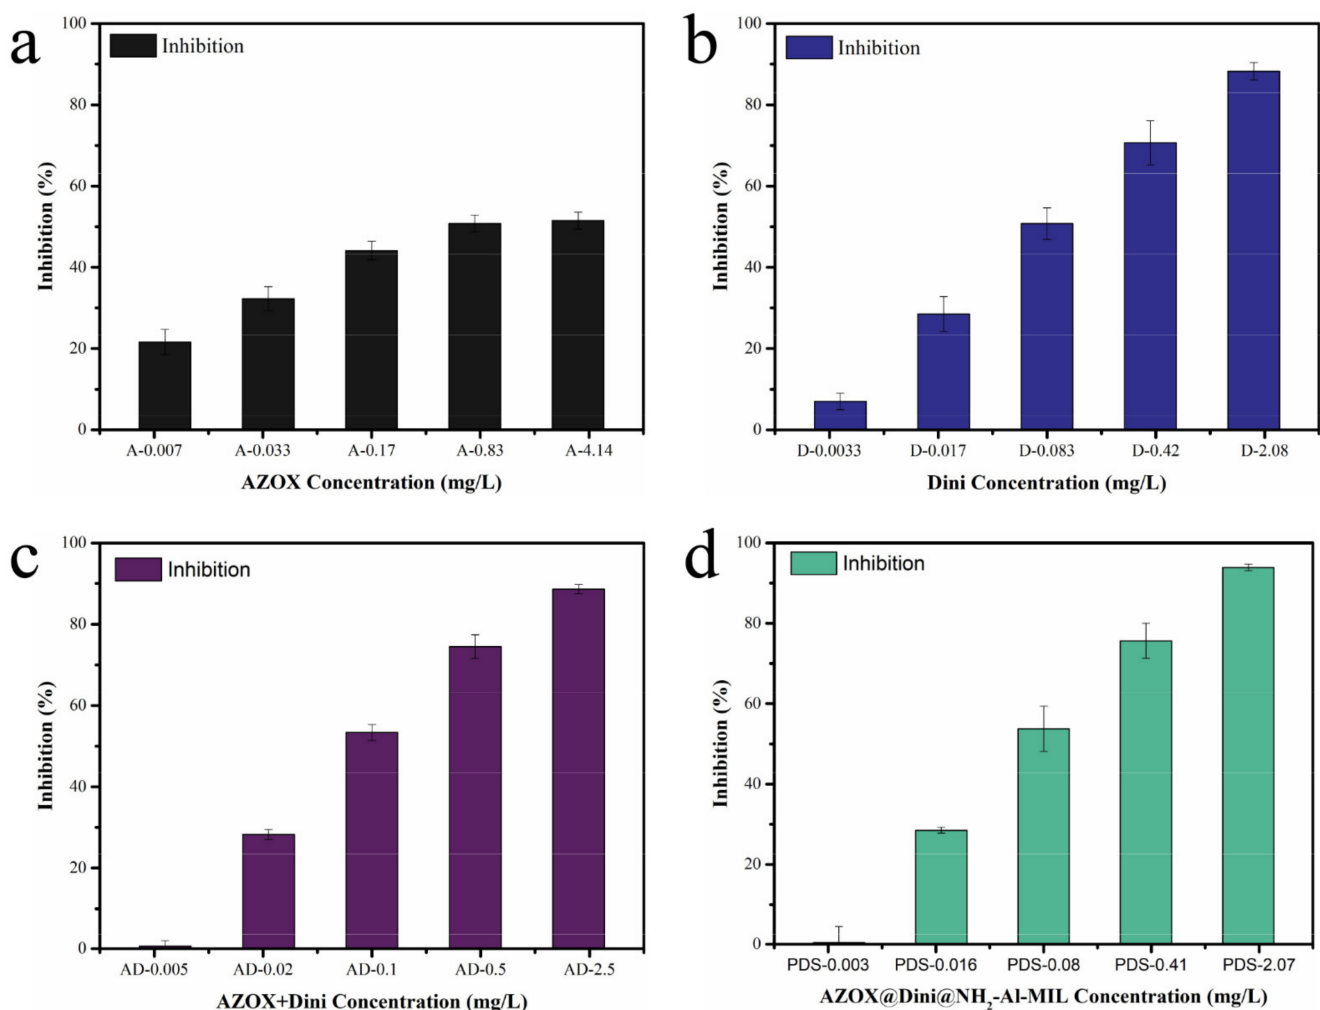 a
Inhibition
100
80
60
40
20
0
Inhibition (%)
A-0.007 A-0.033 A-0.17 A-0.83 A-4.14
AZOX Concentration (mg/L)
b
Inhibition
100
80
60
40
20
0
Inhibition (%)
D-0.0033 D-0.017 D-0.083 D-0.42 D-2.08
Dini Concentration (mg/L)
c
Inhibition
100
80
60
40
20
0
Inhibition (%)
AD-0.005 AD-0.02 AD-0.1 AD-0.5 AD-2.5
AZOX+Dini Concentration (mg/L)
d
Inhibition
100
80
60
40
20
0
Inhibition (%)
PDS-0.003 PDS-0.016 PDS-0.08 PDS-0.41 PDS-2.07
AZOX@Dini@NH₂-Al-MIL Concentration (mg/L)